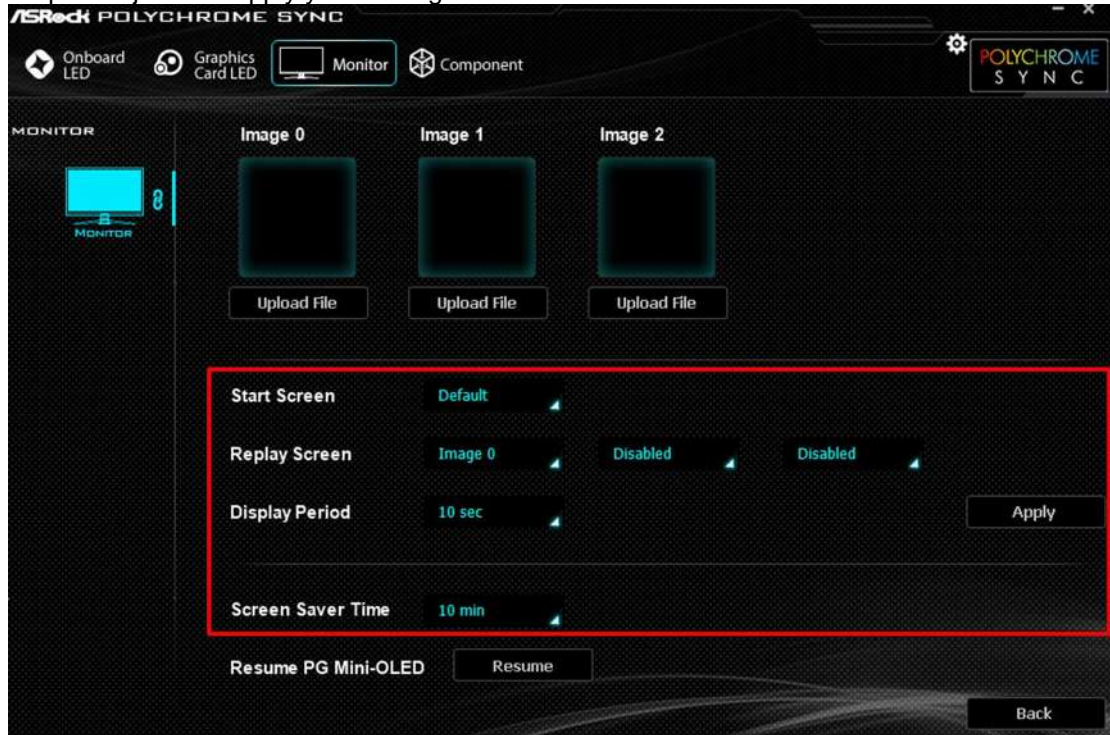 ASRock POLYCHROME SYNC
Onboard LED
Graphics Card LED
Monitor
Component
POLYCHROME
SYNC
MONITOR
Image 0 Image 1 Image 2
MONITOR
Upload File Upload File Upload File
Start Screen Default
Replay Screen Image 0 Disabled Disabled
Display Period 10 sec Apply
Screen Saver Time 10 min
Resume PG Mini-OLED Resume
Back